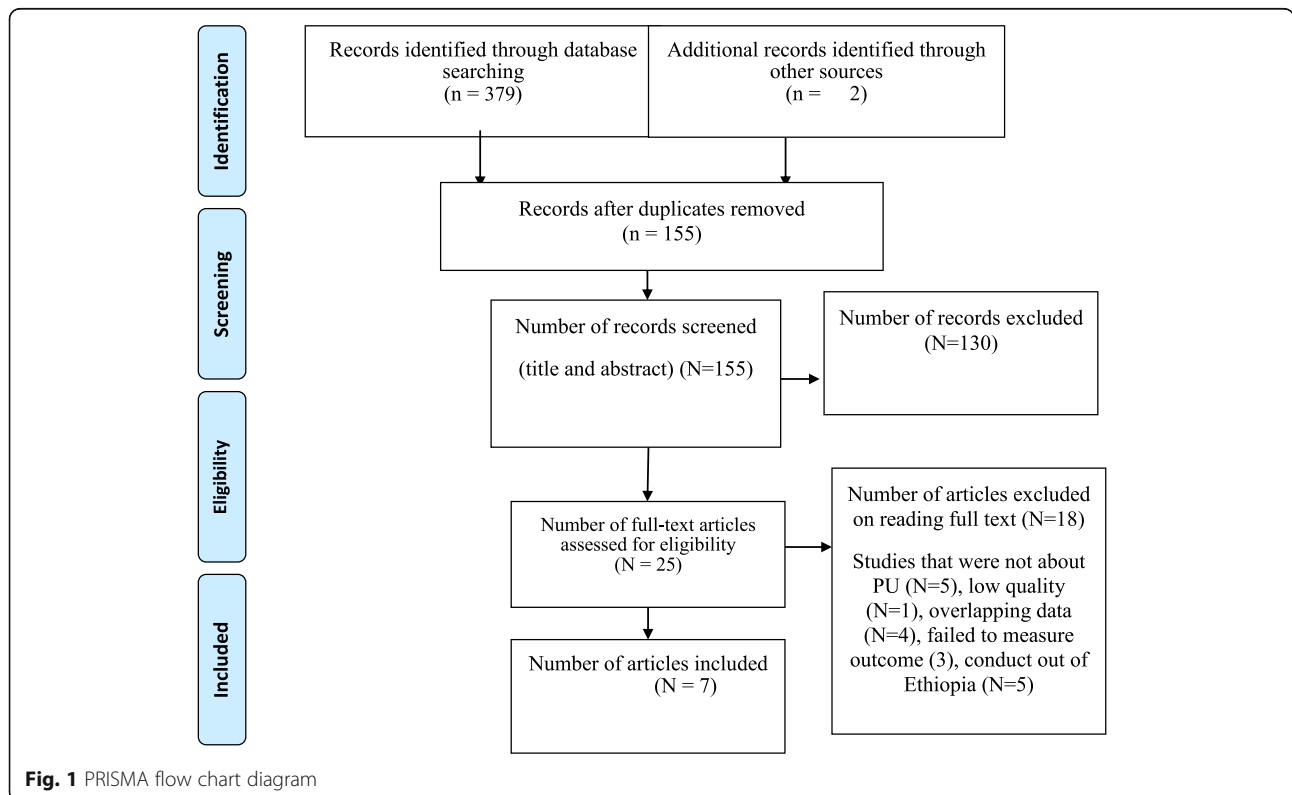 Identification
Records identified through database
searching
(n = 379)
Additional records identified through
other sources
(n = 2)
Screening
Records after duplicates removed
(n = 155)
Number of records screened
(title and abstract) (N=155)
Number of records excluded
(N=130)
Eligibility
Number of full-text articles
assessed for eligibility
(N = 25)
Number of articles excluded
on reading full text (N=18)
Studies that were not about
PU (N=5), low quality
(N=1), overlapping data
(N=4), failed to measure
outcome (3), conduct out of
Ethiopia (N=5)
Included
Number of articles included
(N = 7)
Fig. 1 PRISMA flow chart diagram